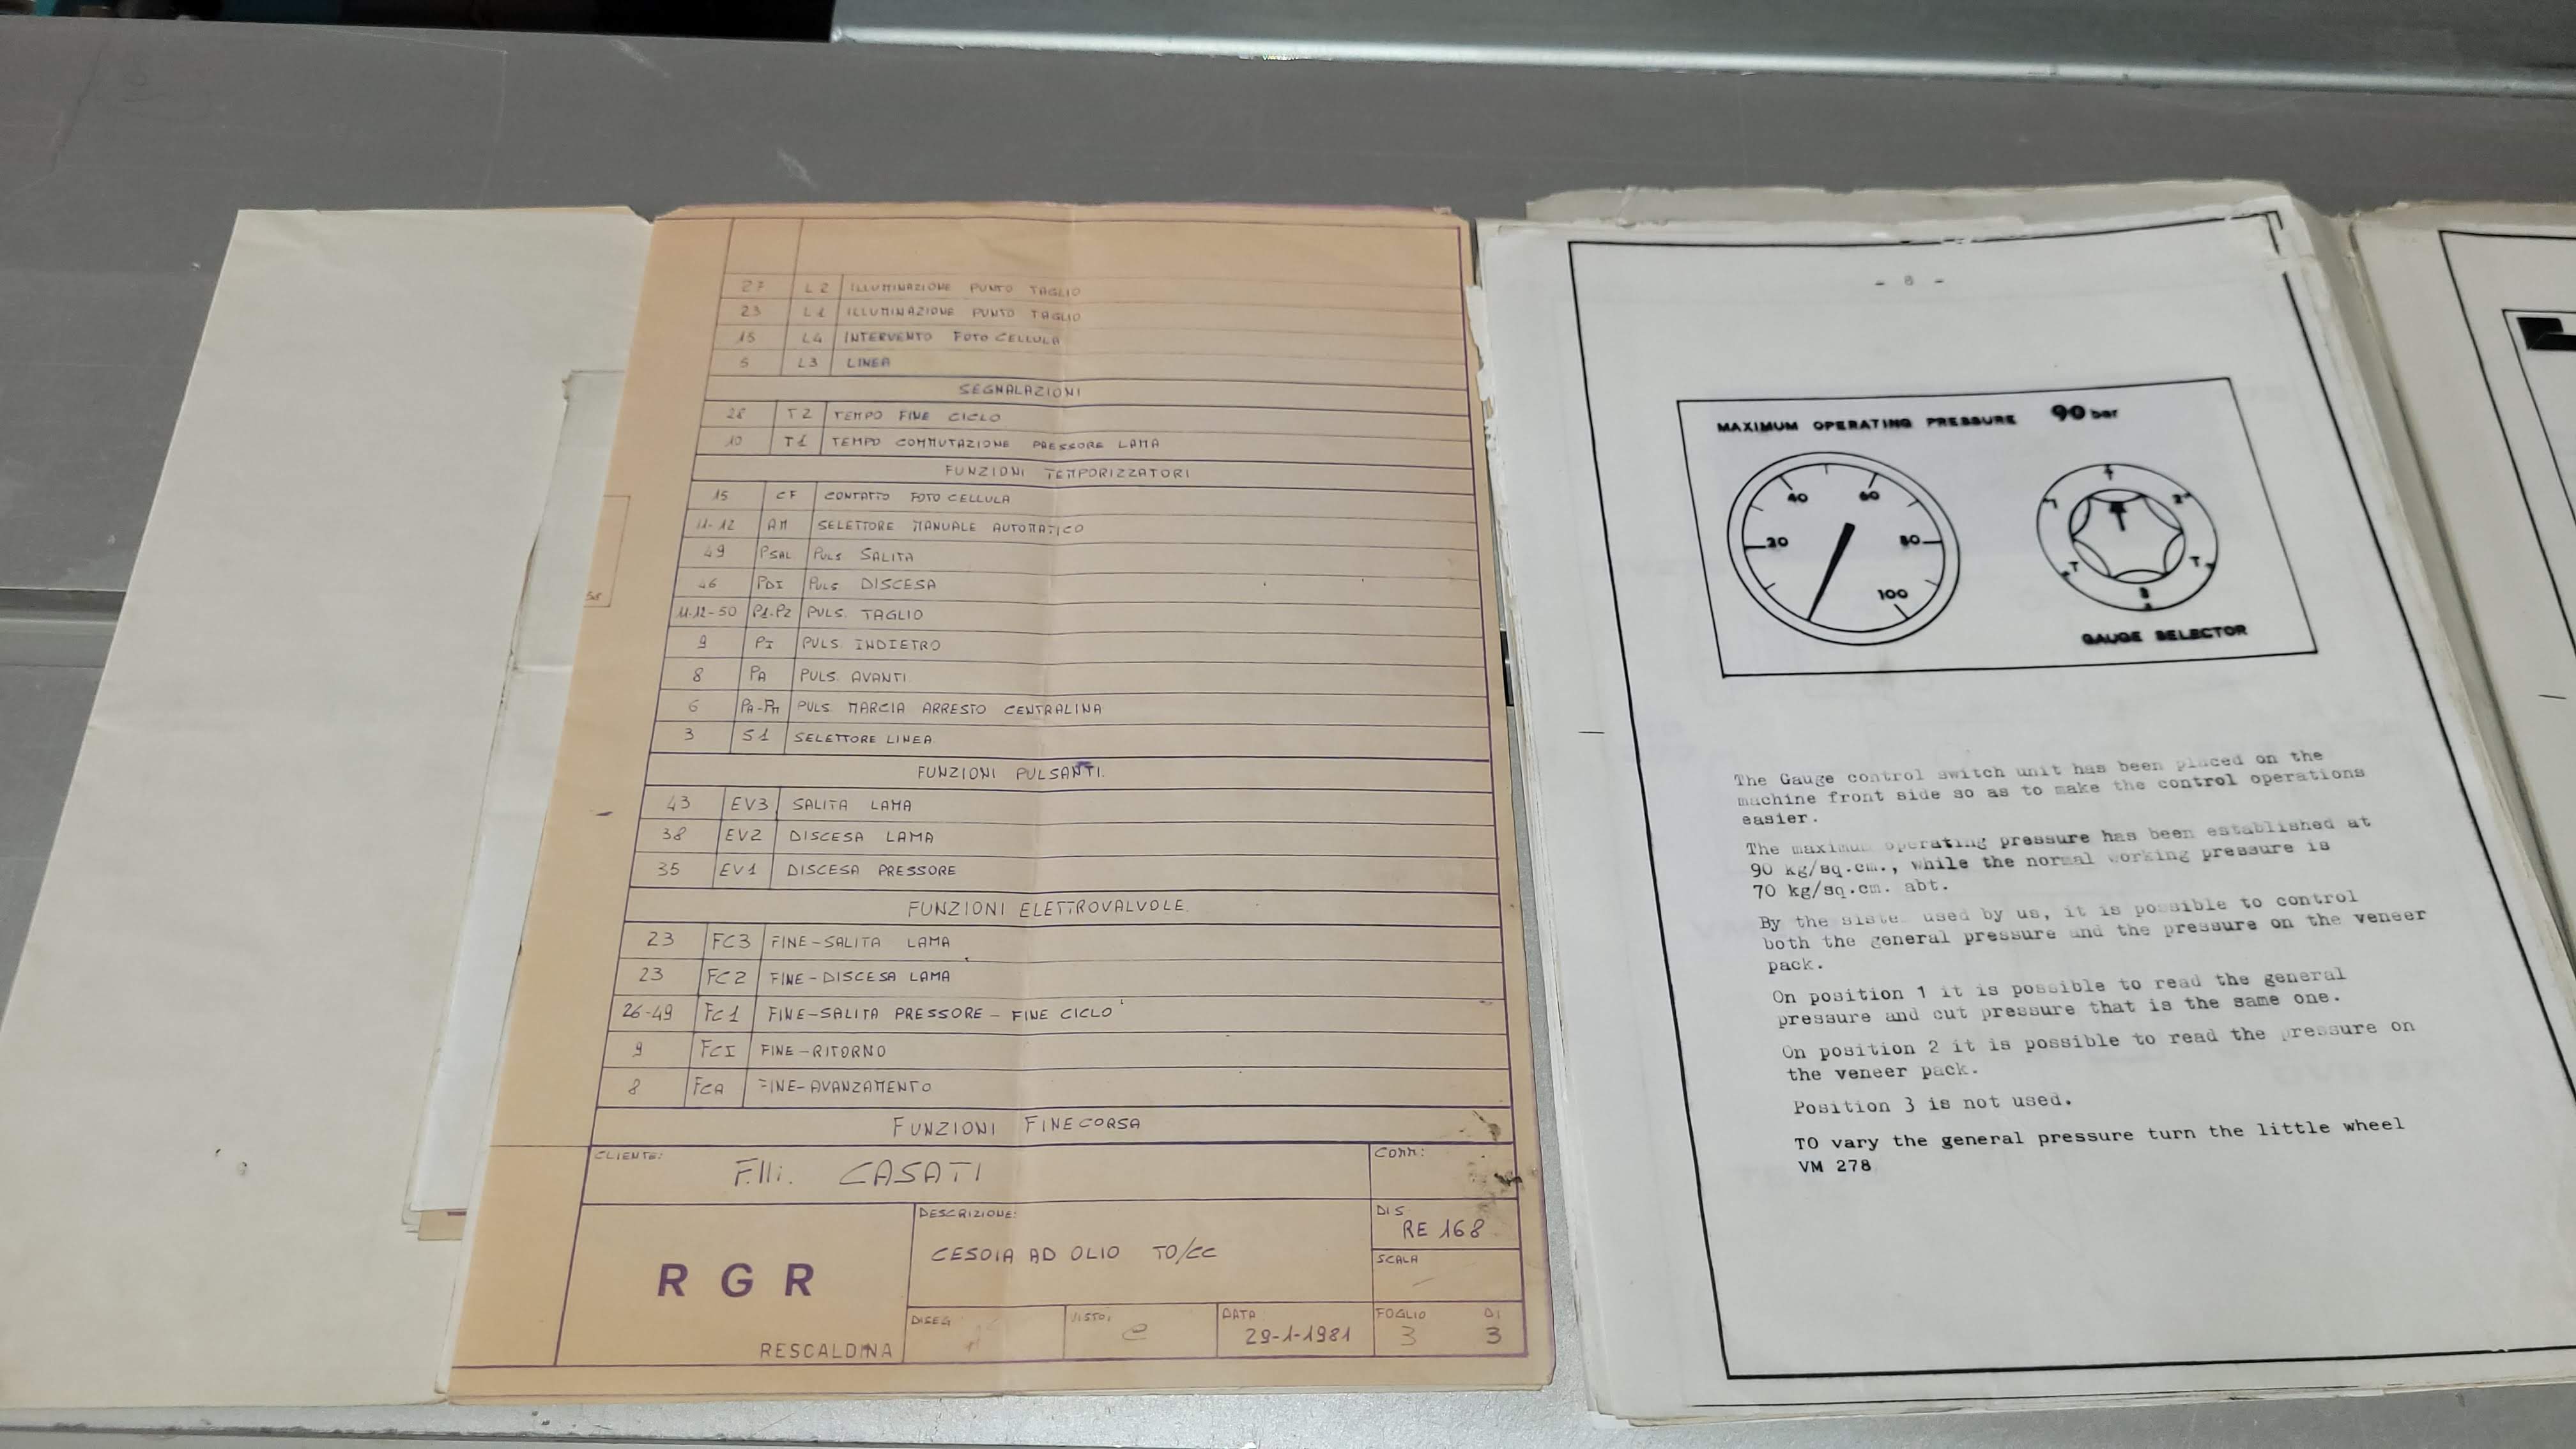 27 L2 ILLUMINAZIONE PUNTO TAGLIO
23 L1 ILLUMINAZIONE PUNTO TAGLIO
15 L4 INTERVENTO FOTOCELLULA
5 L3 LINEA
SEGNALAZIONI
28 T2 TEMPO FINE CICLO
10 T1 TEMPO COMMUTAZIONE PRESSORE LAMA
FUNZIONI TEMPORIZZATORI
15 CF CONTATTO FOTOCELLULA
11-12 AM SELETTORE MANUALE AUTOMATICO
49 PSAL PULS SALITA
46 PDI PULS DISCESA
11-12-50 P1-P2 PULS. TAGLIO
9 PI PULS. INDIETRO
8 PA PULS. AVANTI
6 PA-PM PULS MARCIA ARRESTO CENTRALINA
3 S1 SELETTORE LINEA
FUNZIONI PULSANTI.
43 EV3 SALITA LAMA
38 EV2 DISCESA LAMA
35 EV1 DISCESA PRESSORE
FUNZIONI ELETTROVALVOLE.
23 FC3 FINE-SALITA LAMA
23 FC2 FINE-DISCESA LAMA
26-49 FC1 FINE-SALITA PRESSORE - FINE CICLO
9 FCI FINE-RITORNO
8 FCA FINE-AVANZAMENTO
FUNZIONI FINECORSA
CLIENTE: F.lli. CASATI
COMM:
RGR
RESCALDINA
DESCRIZIONE:
CESOIA AD OLIO TO/CC
DIS. RE 168
SCALA -
DISEG.
VISTO:
DATA 29-1-1981
FOGLIO 3 DI 3
MAXIMUM OPERATING PRESSURE 90 bar
20 40 60 80 100
GAUGE SELECTOR
The Gauge control switch unit has been placed on the
machine front side so as to make the control operations
easier.
The maximum operating pressure has been established at
90 kg/sq.cm., while the normal working pressure is
70 kg/sq.cm. abt.
By the used by us, it is possible to control
both the general pressure and the pressure on the veneer
pack.
On position 1 it is possible to read the general
pressure and cut pressure that is the same one.
On position 2 it is possible to read the pressure on
the veneer pack.
Position 3 is not used.
TO vary the general pressure turn the little wheel
VM 278